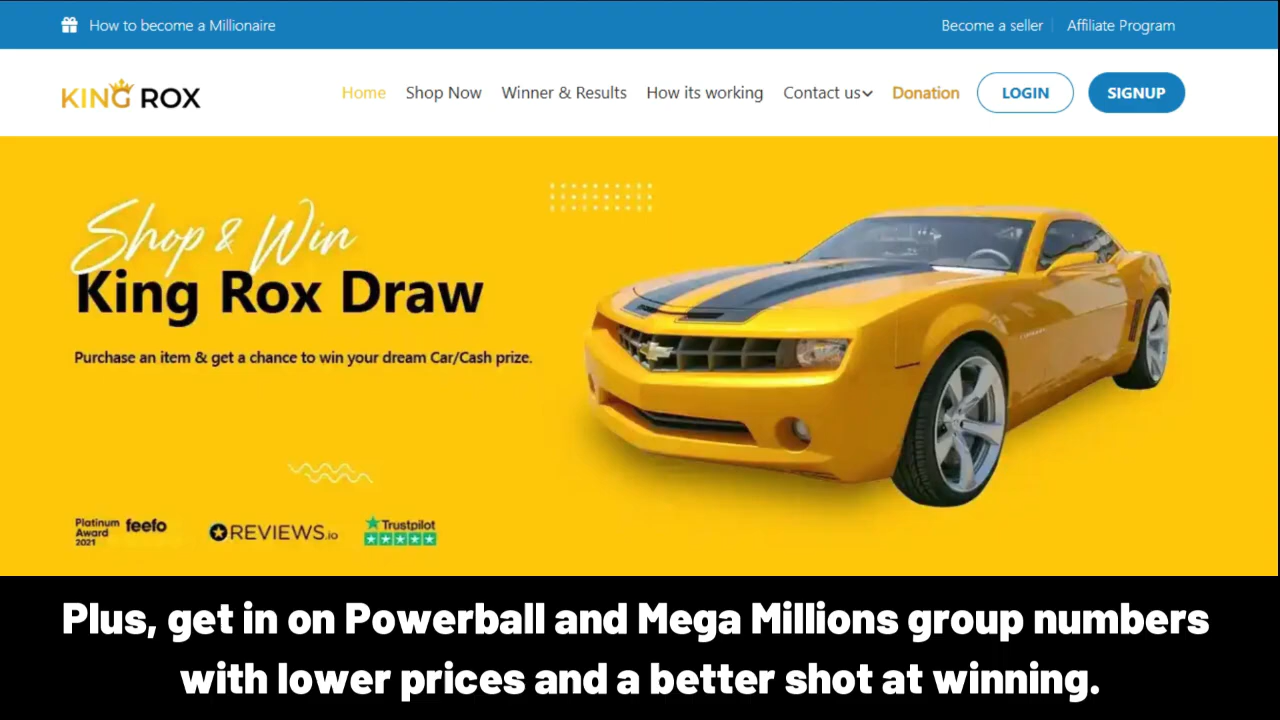 How to become a Millionaire
Become a seller
Affiliate Program
KING ROX
Home
Shop Now
Winner & Results
How its working
Contact us
Donation
LOGIN
SIGNUP
Shop & Win
King Rox Draw
Purchase an item & get a chance to win your dream Car/Cash prize.
Platinum
Award
2021
feefo
REVIEWS.io
Trustpilot
Plus, get in on Powerball and Mega Millions group numbers
with lower prices and a better shot at winning.